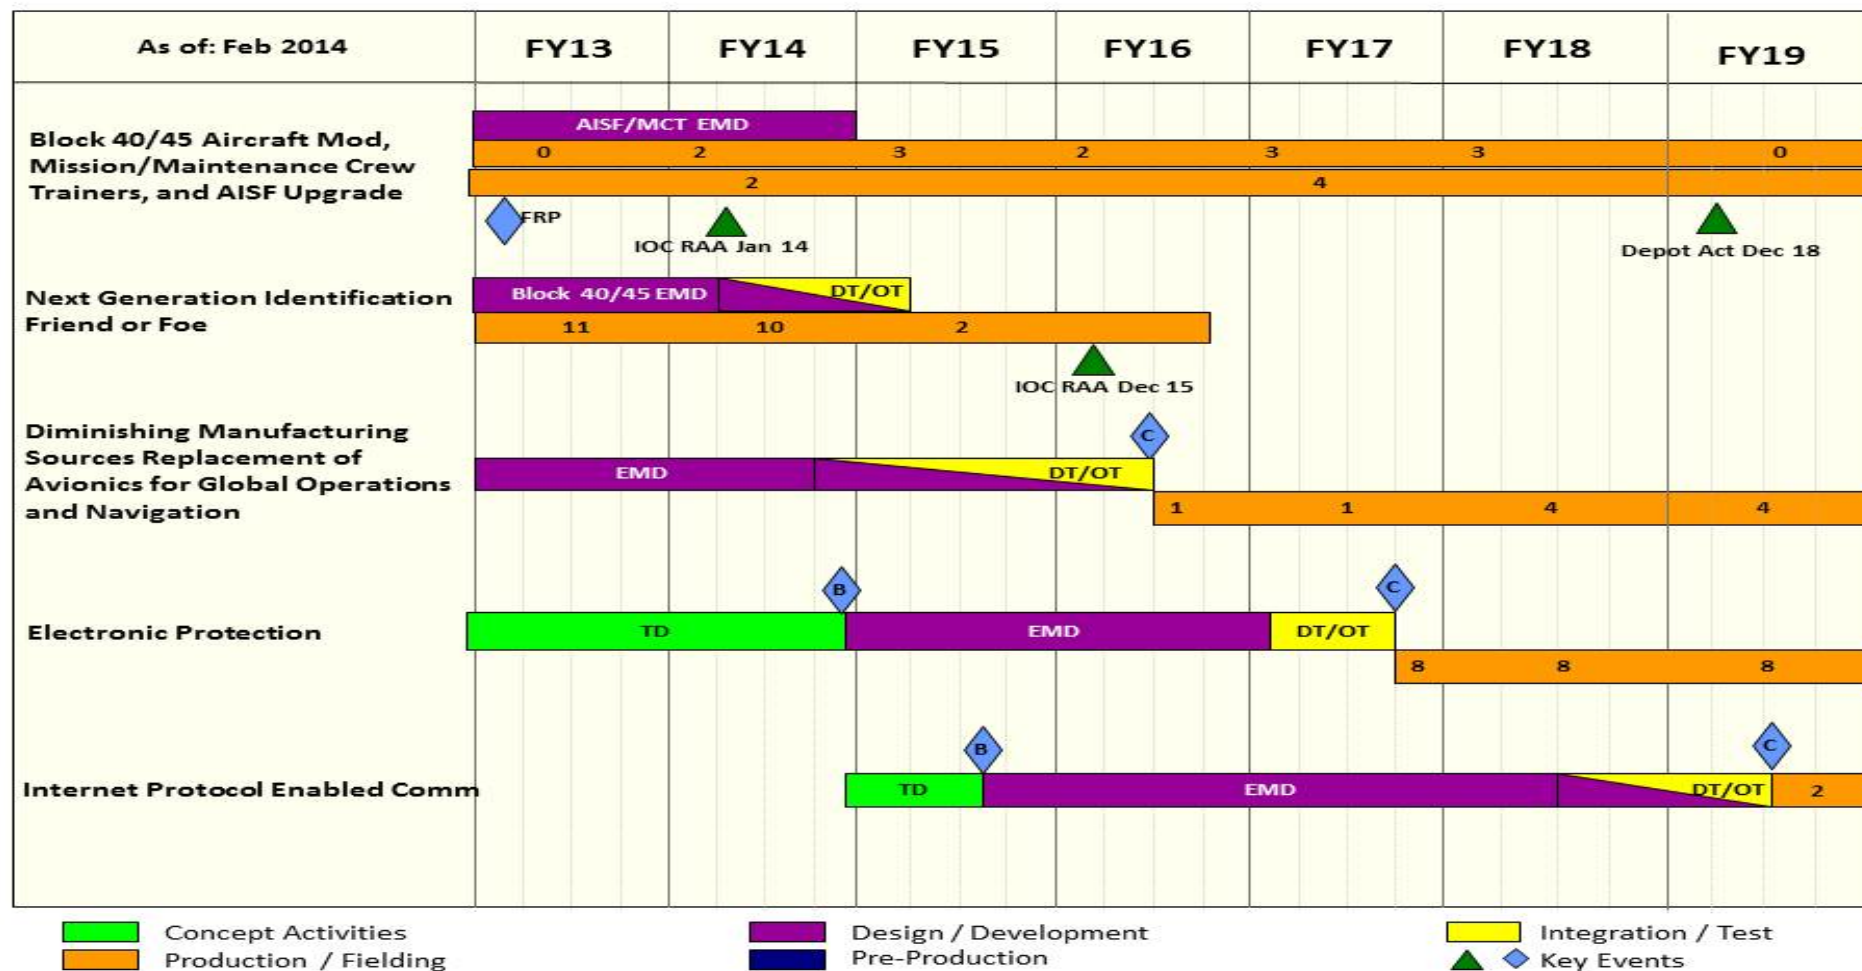 As of: Feb 2014 FY13 FY14 FY15 FY16 FY17 FY18 FY19
Block 40/45 Aircraft Mod,
Mission/Maintenance Crew
Trainers, and AISF Upgrade
AISF/MCT EMD
0 2 3 2 3 3 0
2 4
FRP
IOC RAA Jan 14
Depot Act Dec 18
Next Generation Identification
Friend or Foe
Block 40/45 EMD DT/OT
11 10 2
IOC RAA Dec 15
Diminishing Manufacturing
Sources Replacement of
Avionics for Global Operations
and Navigation
C
EMD DT/OT
1 1 4 4
Electronic Protection
B C
TD EMD DT/OT
8 8 8
Internet Protocol Enabled Comm
B C
TD EMD DT/OT 2
Concept Activities Design / Development Integration / Test
Production / Fielding Pre-Production Key Events